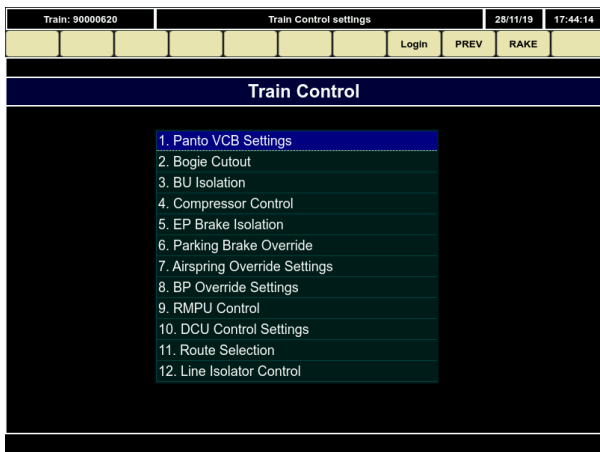 Train: 90000620 Train Control settings 28/11/19 17:44:14
Login PREV RAKE
Train Control
1. Panto VCB Settings
2. Bogie Cutout
3. BU Isolation
4. Compressor Control
5. EP Brake Isolation
6. Parking Brake Override
7. Airspring Override Settings
8. BP Override Settings
9. RMPU Control
10. DCU Control Settings
11. Route Selection
12. Line Isolator Control